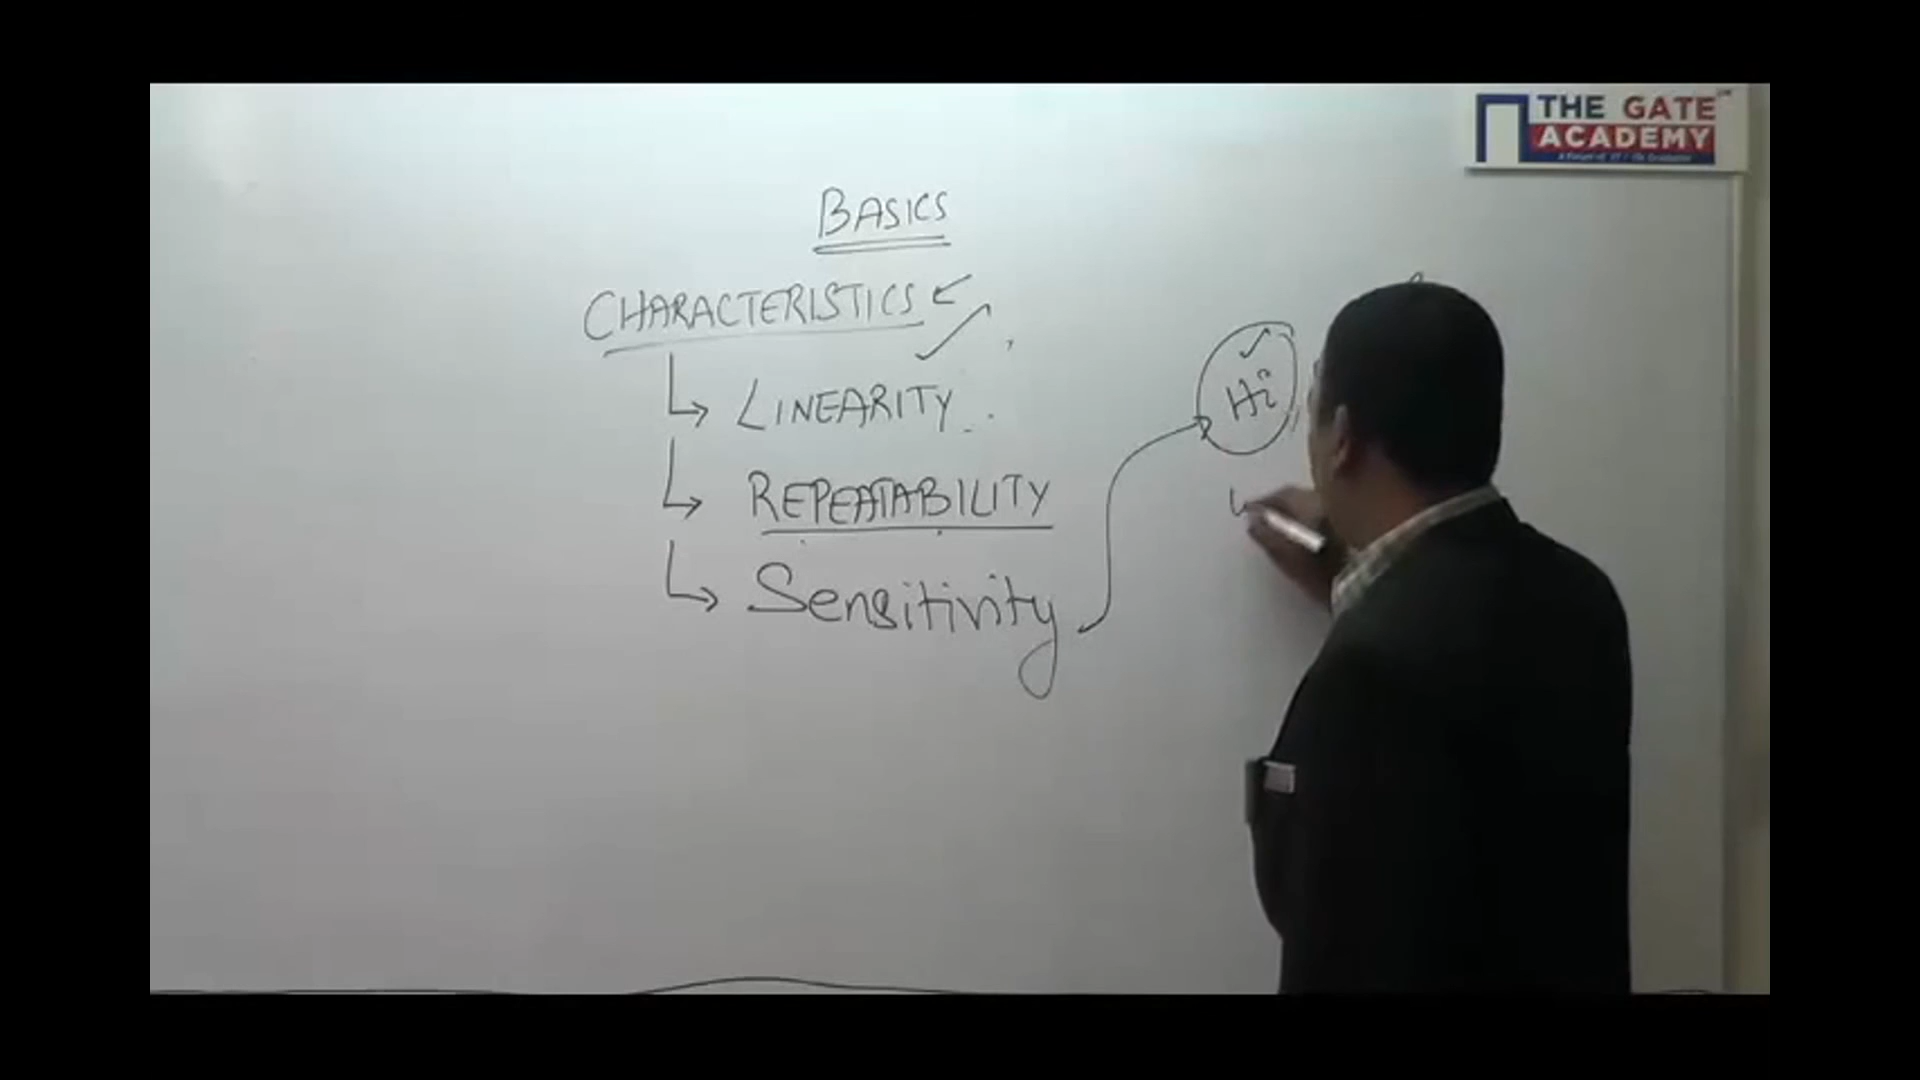 THE GATE
ACADEMY
BASICS
CHARACTERISTICS
LINEARITY
REPEATABILITY
Sensitivity
Hi